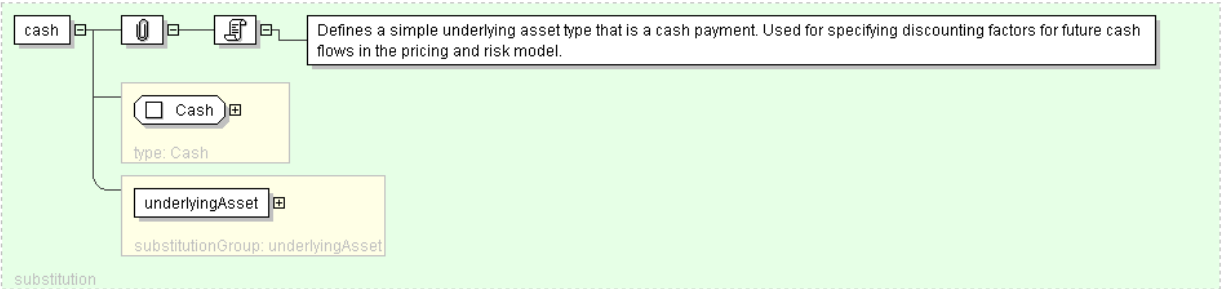 cash
Defines a simple underlying asset type that is a cash payment. Used for specifying discounting factors for future cash
flows in the pricing and risk model.
Cash
type: Cash
underlyingAsset
substitutionGroup: underlyingAsset
substitution